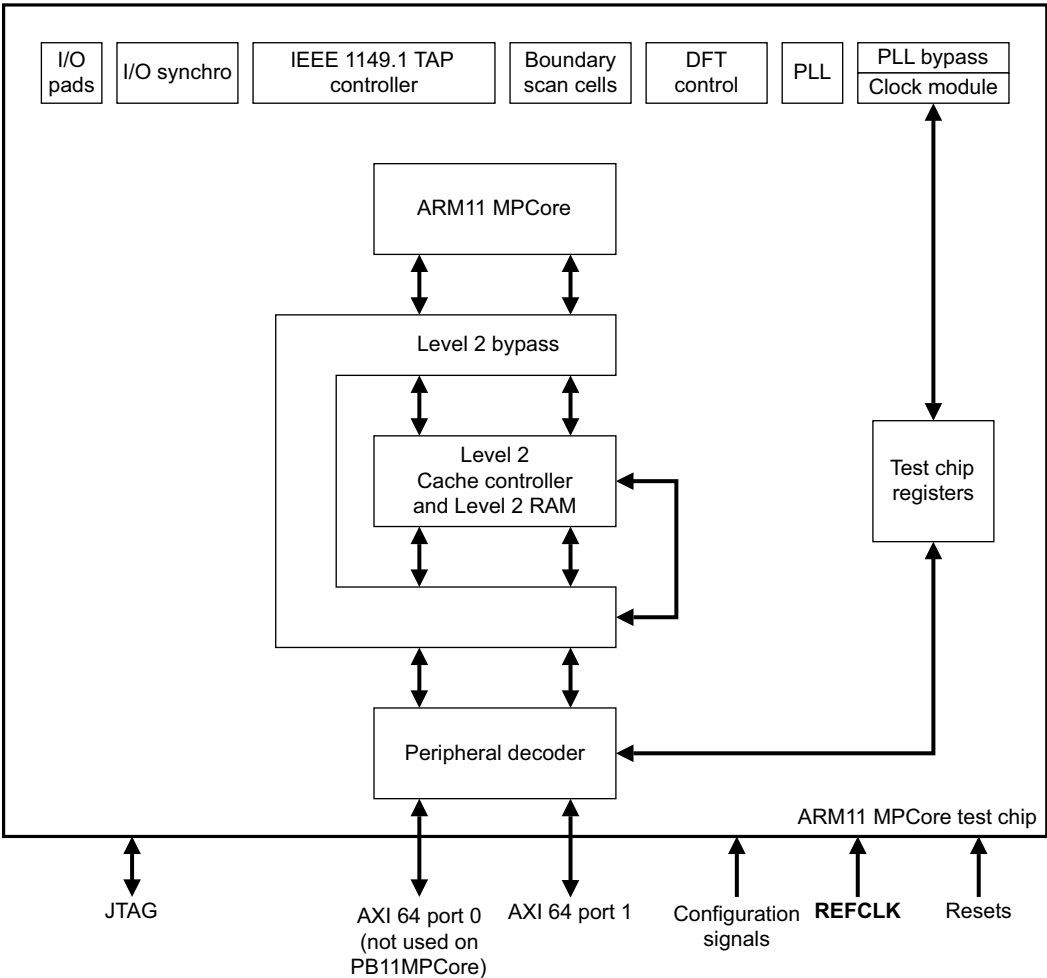 I/O
pads
I/O synchro
IEEE 1149.1 TAP
controller
Boundary
scan cells
DFT
control
PLL
PLL bypass
Clock module
ARM11 MPCore
Level 2 bypass
Level 2
Cache controller
and Level 2 RAM
Test chip
registers
Peripheral decoder
ARM11 MPCore test chip
JTAG
AXI 64 port 0
(not used on
PB11MPCore)
AXI 64 port 1
Configuration
signals
REFCLK
Resets